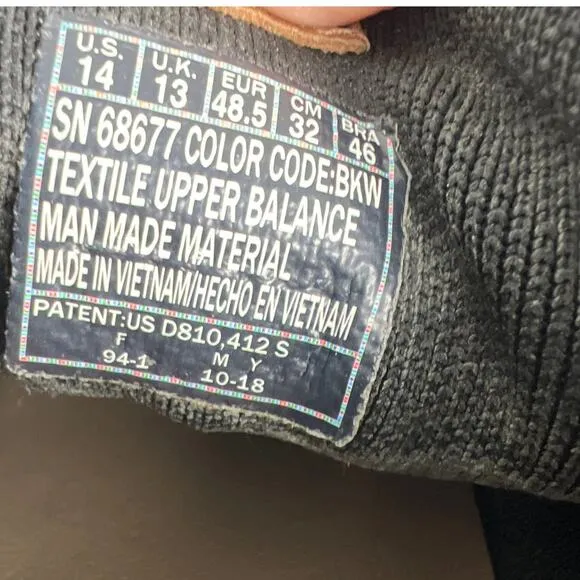 U.S. U.K. EUR CM BRA
14 13 48.5 32 46
SN 68677 COLOR CODE:BKW
TEXTILE UPPER BALANCE
MAN MADE MATERIAL
MADE IN VIETNAM/HECHO EN VIETNAM
PATENT:US D810,412 S
F M Y
94-1 10-18